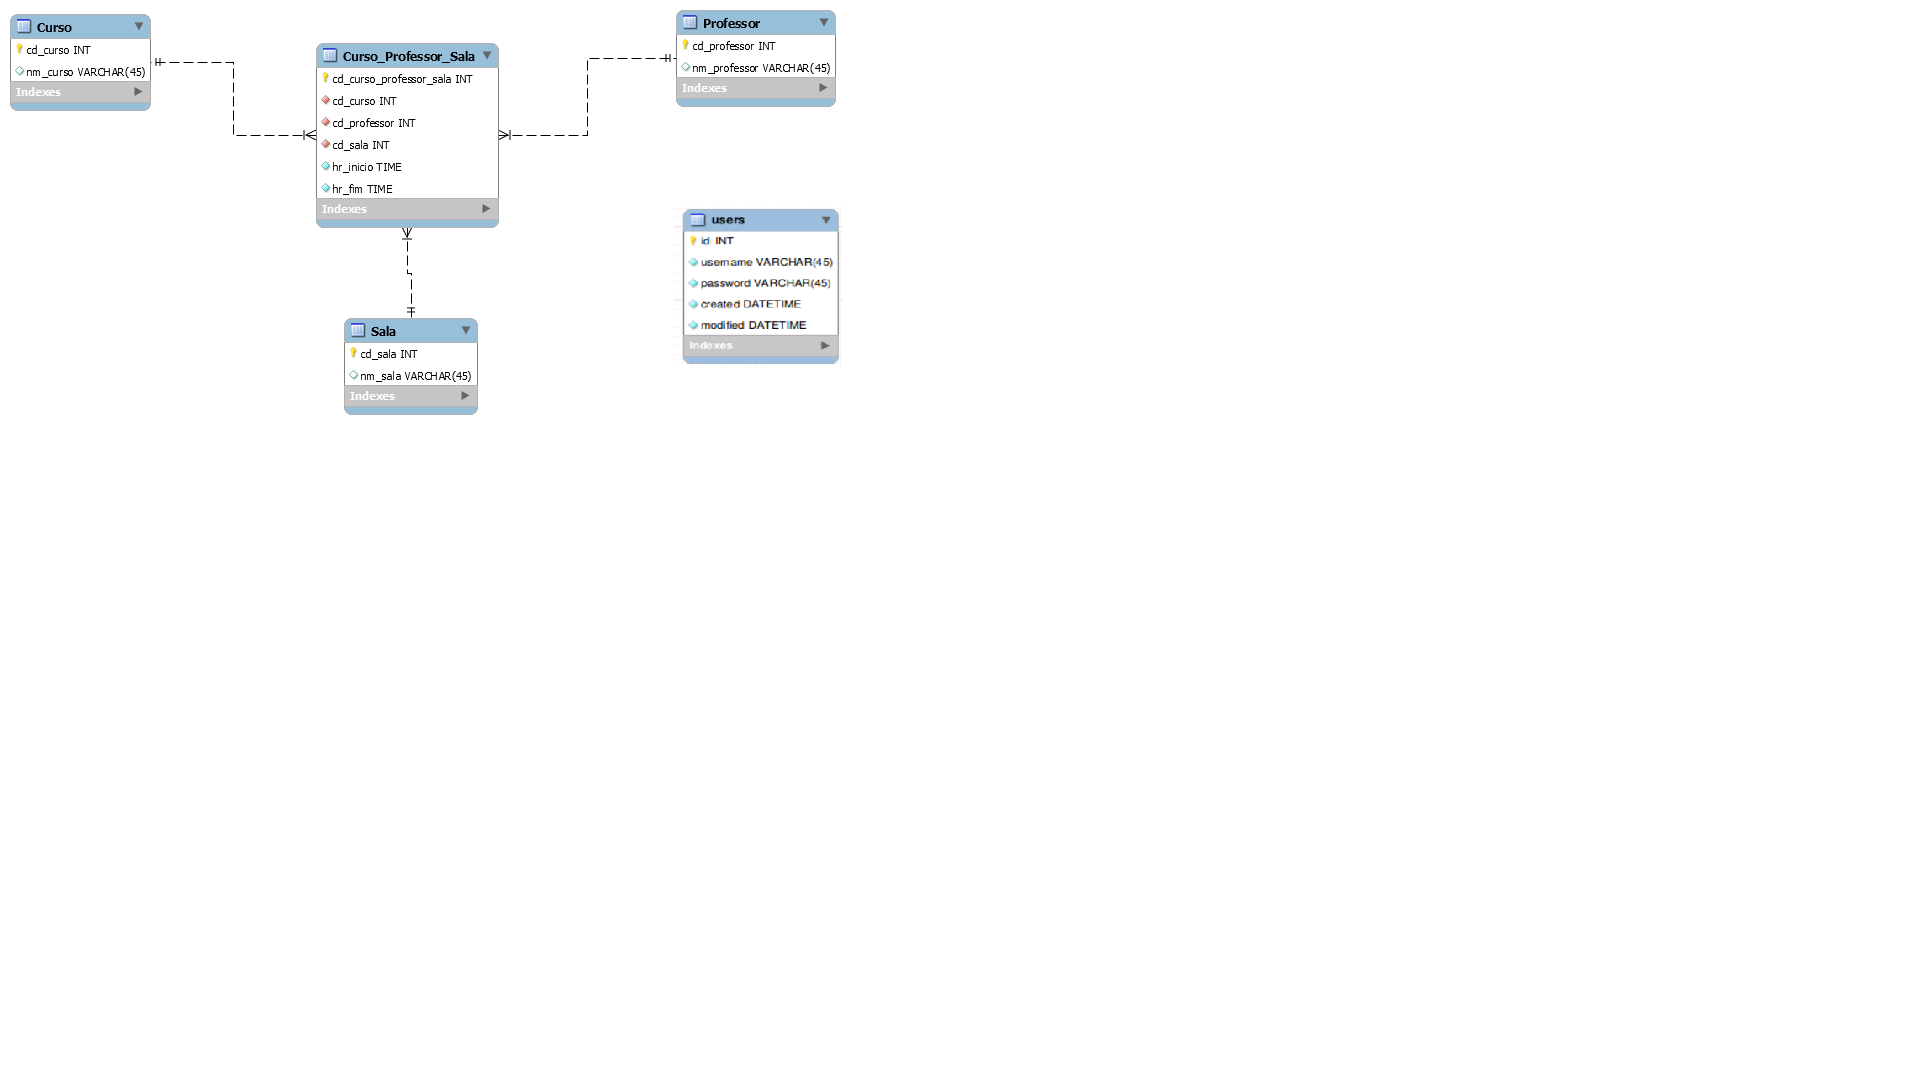 Curso
cd_curso INT
nm_curso VARCHAR(45)
Indexes
Curso_Professor_Sala
cd_curso_professor_sala INT
cd_curso INT
cd_professor INT
cd_sala INT
hr_inicio TIME
hr_fim TIME
Indexes
Professor
cd_professor INT
nm_professor VARCHAR(45)
Indexes
users
id INT
username VARCHAR(45)
password VARCHAR(45)
created DATETIME
modified DATETIME
Indexes
Sala
cd_sala INT
nm_sala VARCHAR(45)
Indexes